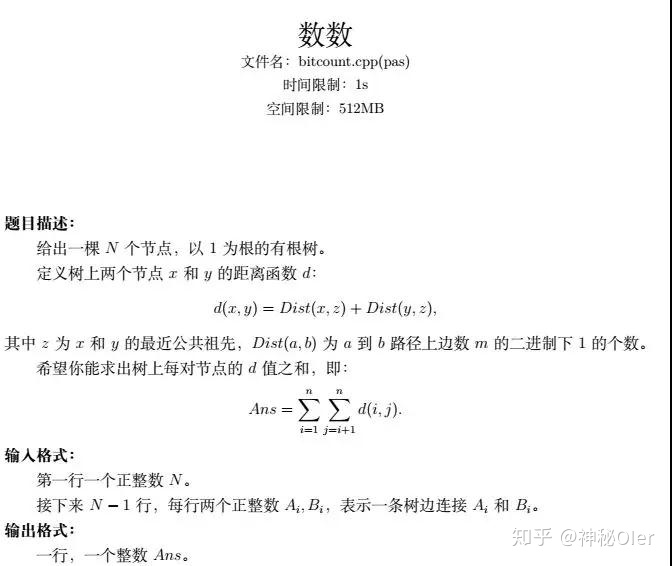 数数
文件名：bitcount.cpp(pas)
时间限制：1s
空间限制：512MB
题目描述：
给出一棵 N 个节点，以 1 为根的有根树。
定义树上两个节点 x 和 y 的距离函数 d：
d(x, y) = Dist(x, z) + Dist(y, z),
其中 z 为 x 和 y 的最近公共祖先，Dist(a, b) 为 a 到 b 路径上边数 m 的二进制下 1 的个数。
希望你能求出树上每对节点的 d 值之和，即：
Ans = \sum_{i=1}^{n} \sum_{j=i+1}^{n} d(i, j).
输入格式：
第一行一个正整数 N。
接下来 N − 1 行，每行两个正整数 A_i, B_i，表示一条树边连接 A_i 和 B_i。
输出格式：
一行，一个整数 Ans。
知乎 @神秘OIer